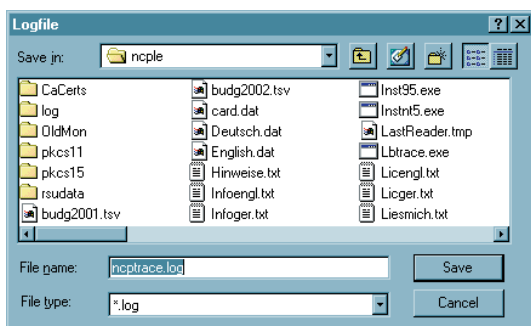 Logfile
Save in: ncple
CaCerts budg2002.tsv Inst95.exe
log card.dat Instnt5.exe
OldMon Deutsch.dat LastReader.tmp
pkcs11 English.dat Lbtrace.exe
pkcs15 Hinweise.txt Licengl.txt
rsudata Infoengl.txt Licger.txt
budg2001.tsv Infoger.txt Liesmich.txt
File name: ncptrace.log Save
File type: *.log Cancel